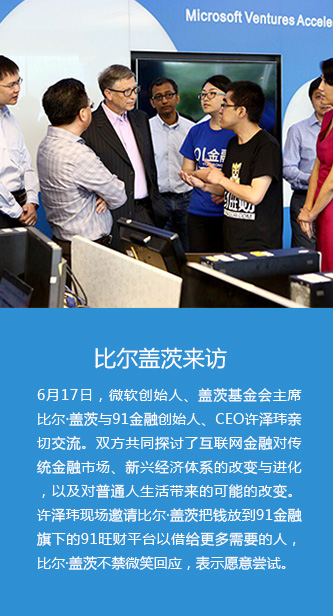 Microsoft Ventures Accele
01金融
比尔盖茨来访
6月17日，微软创始人、盖茨基金会主席
比尔·盖茨与91金融创始人、CEO许泽玮亲
切交流。双方共同探讨了互联网金融对传
统金融市场、新兴经济体系的改变与进化
，以及对普通人生活带来的可能的改变。
许泽玮现场邀请比尔·盖茨把钱放到91金融
旗下的91旺财平台以借给更多需要的人，
比尔·盖茨不禁微笑回应，表示愿意尝试。